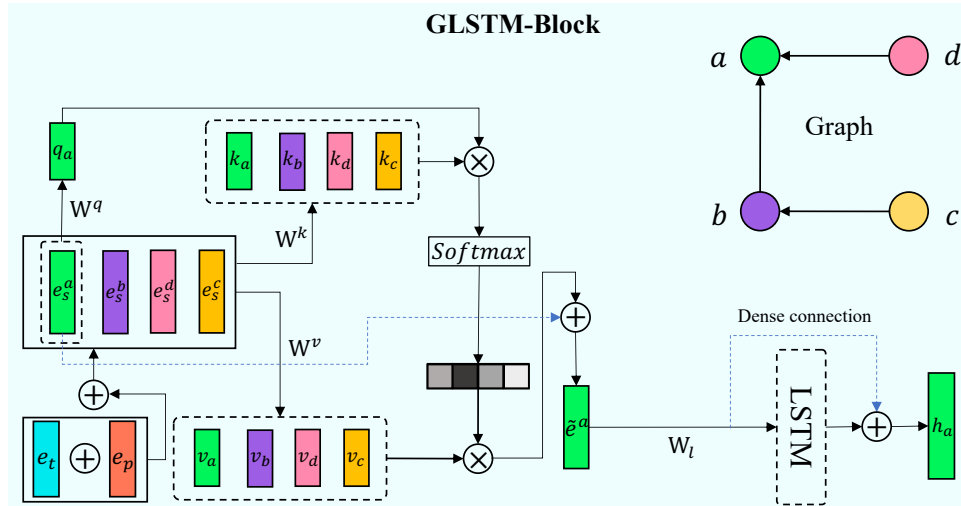 GLSTM-Block
a
d
Graph
b
c
q_a
k_a k_b k_d k_c
W^q
W^k
Softmax
e_s^a e_s^b e_s^d e_s^c
W^v
Dense connection
LSTM
e_t
e_p
v_a v_b v_d v_c
ẽ^a
W_l
h_a